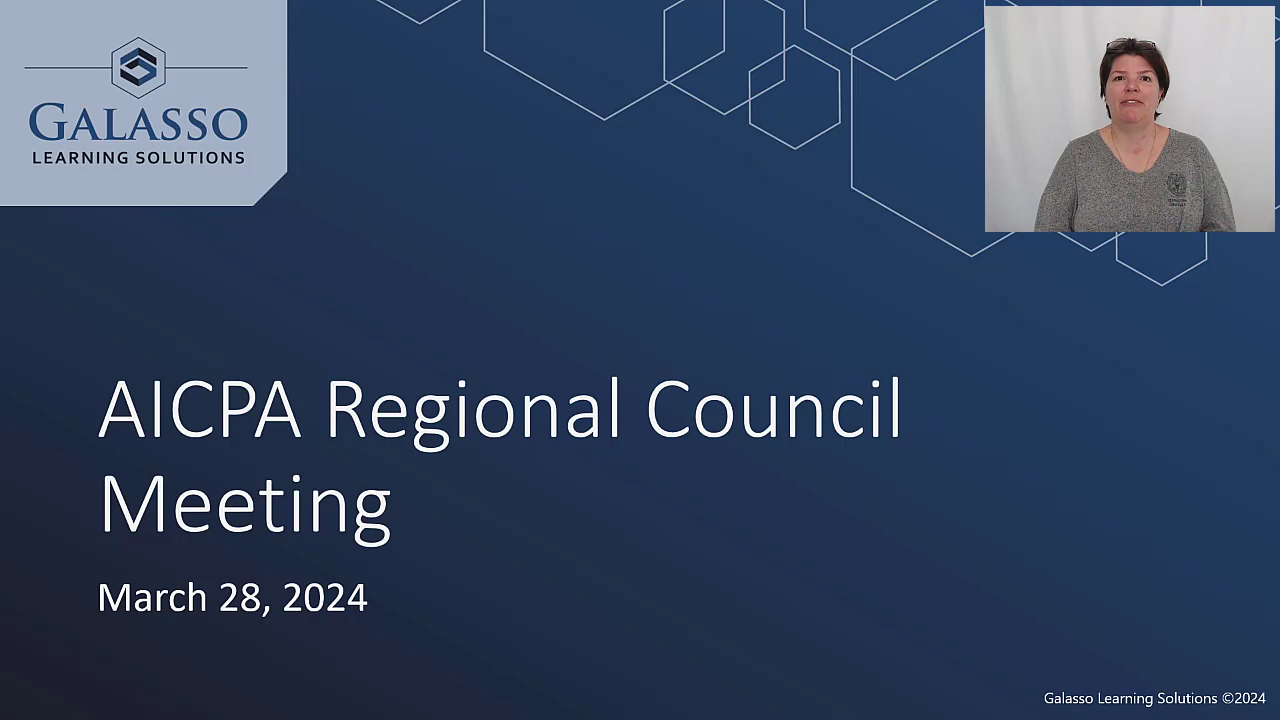 GALASSO
LEARNING SOLUTIONS
AICPA Regional Council
Meeting
March 28, 2024
Galasso Learning Solutions ©2024